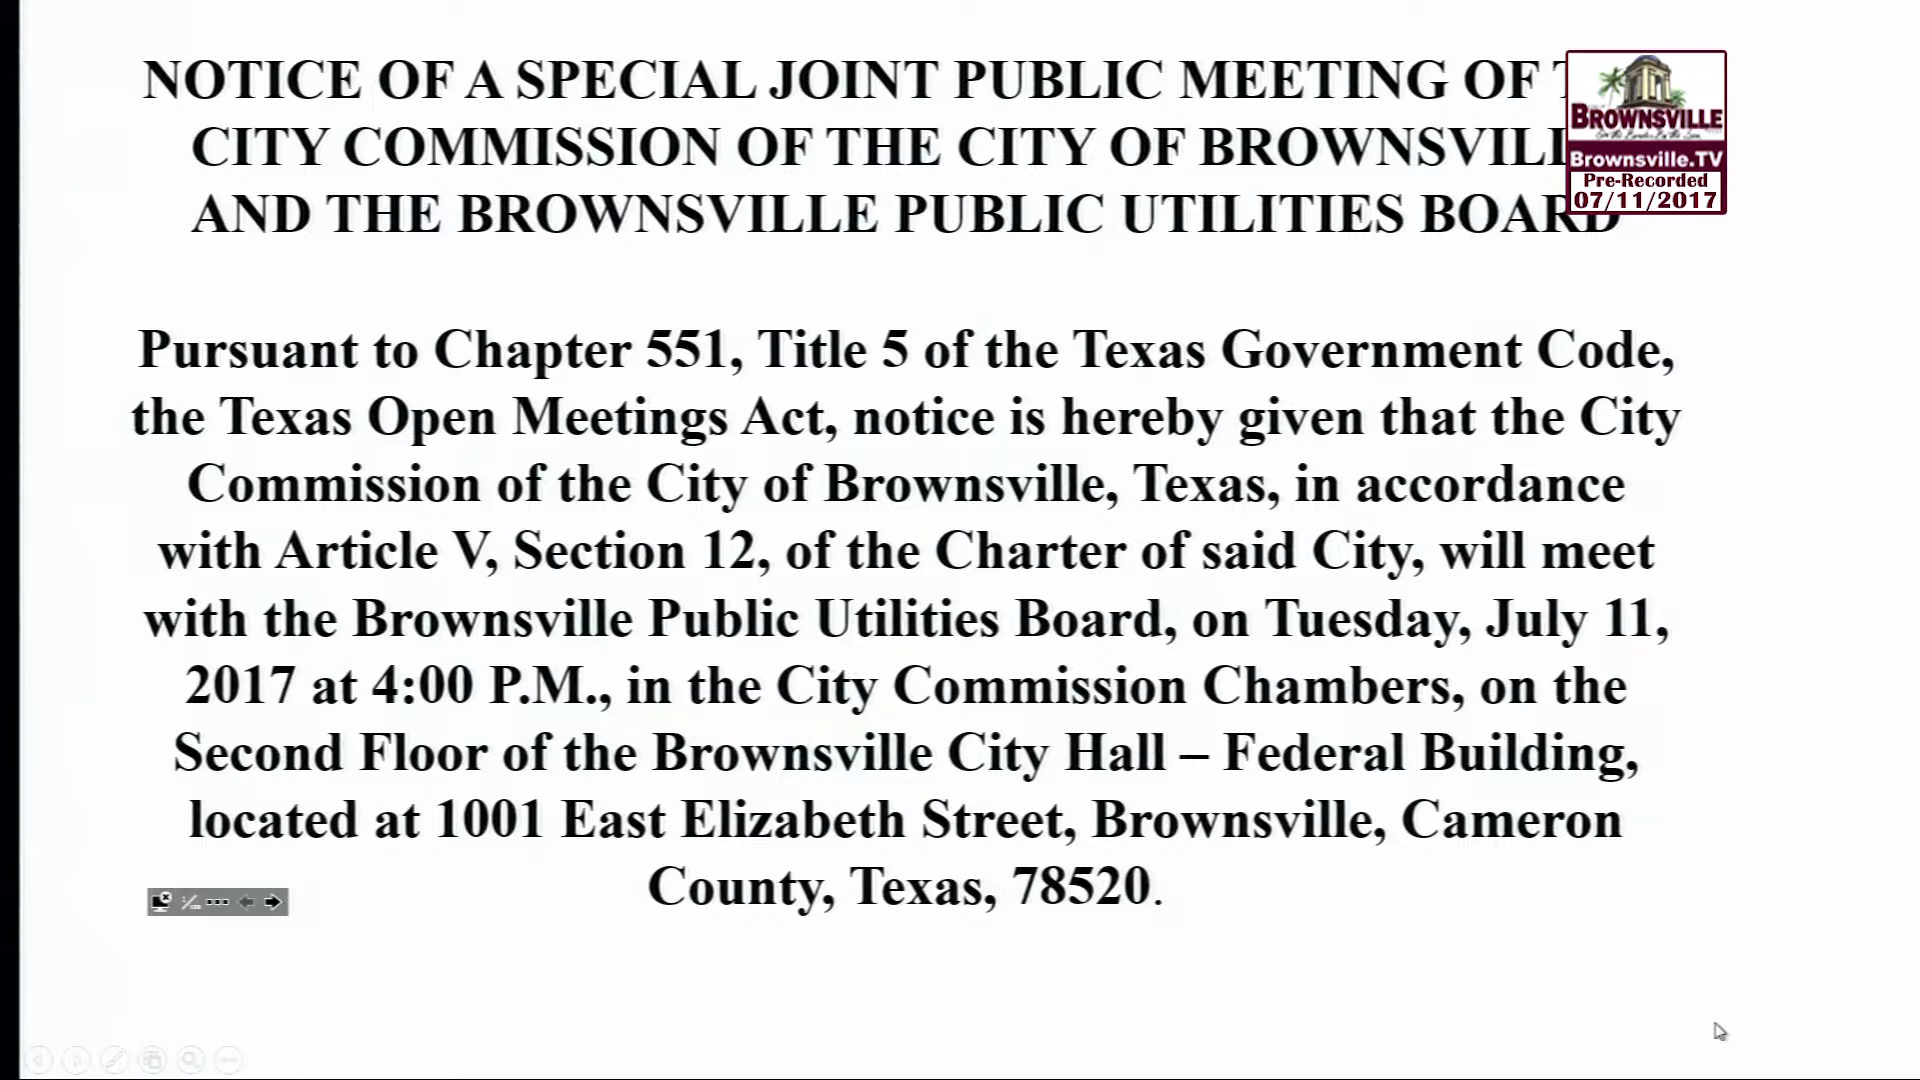 NOTICE OF A SPECIAL JOINT PUBLIC MEETING OF
CITY COMMISSION OF THE CITY OF BROWNSVILL
AND THE BROWNSVILLE PUBLIC UTILITIES BOARD
BROWNSVILLE
Brownsville.TV
Pre-Recorded
07/11/2017
Pursuant to Chapter 551, Title 5 of the Texas Government Code,
the Texas Open Meetings Act, notice is hereby given that the City
Commission of the City of Brownsville, Texas, in accordance
with Article V, Section 12, of the Charter of said City, will meet
with the Brownsville Public Utilities Board, on Tuesday, July 11,
2017 at 4:00 P.M., in the City Commission Chambers, on the
Second Floor of the Brownsville City Hall – Federal Building,
located at 1001 East Elizabeth Street, Brownsville, Cameron
County, Texas, 78520.